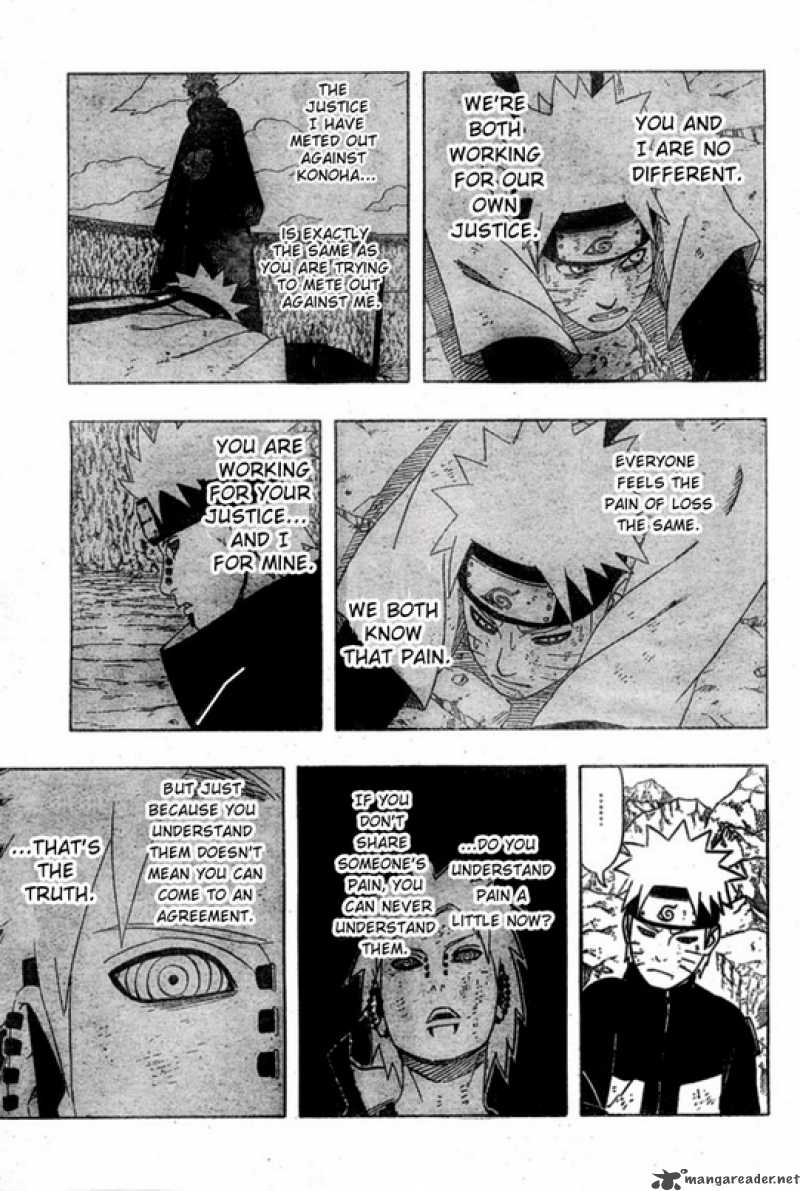 YOU AND
I ARE NO
DIFFERENT.
WE'RE
BOTH
WORKING
FOR OUR
OWN
JUSTICE.
THE
JUSTICE
I HAVE
METED OUT
AGAINST
KONOHA...
IS EXACTLY
THE SAME AS
YOU ARE TRYING
TO METE OUT
AGAINST ME.
EVERYONE
FEELS THE
PAIN OF LOSS
THE SAME.
WE BOTH
KNOW
THAT PAIN.
YOU ARE
WORKING
FOR YOUR
JUSTICE...
AND I
FOR MINE.
.......
...DO YOU
UNDERSTAND
PAIN A
LITTLE NOW?
IF YOU
DON'T
SHARE
SOMEONE'S
PAIN, YOU
CAN NEVER
UNDERSTAND
THEM.
BUT JUST
BECAUSE YOU
UNDERSTAND
THEM DOESN'T
MEAN YOU CAN
COME TO AN
AGREEMENT.
...THAT'S
THE
TRUTH.
mangareader.net